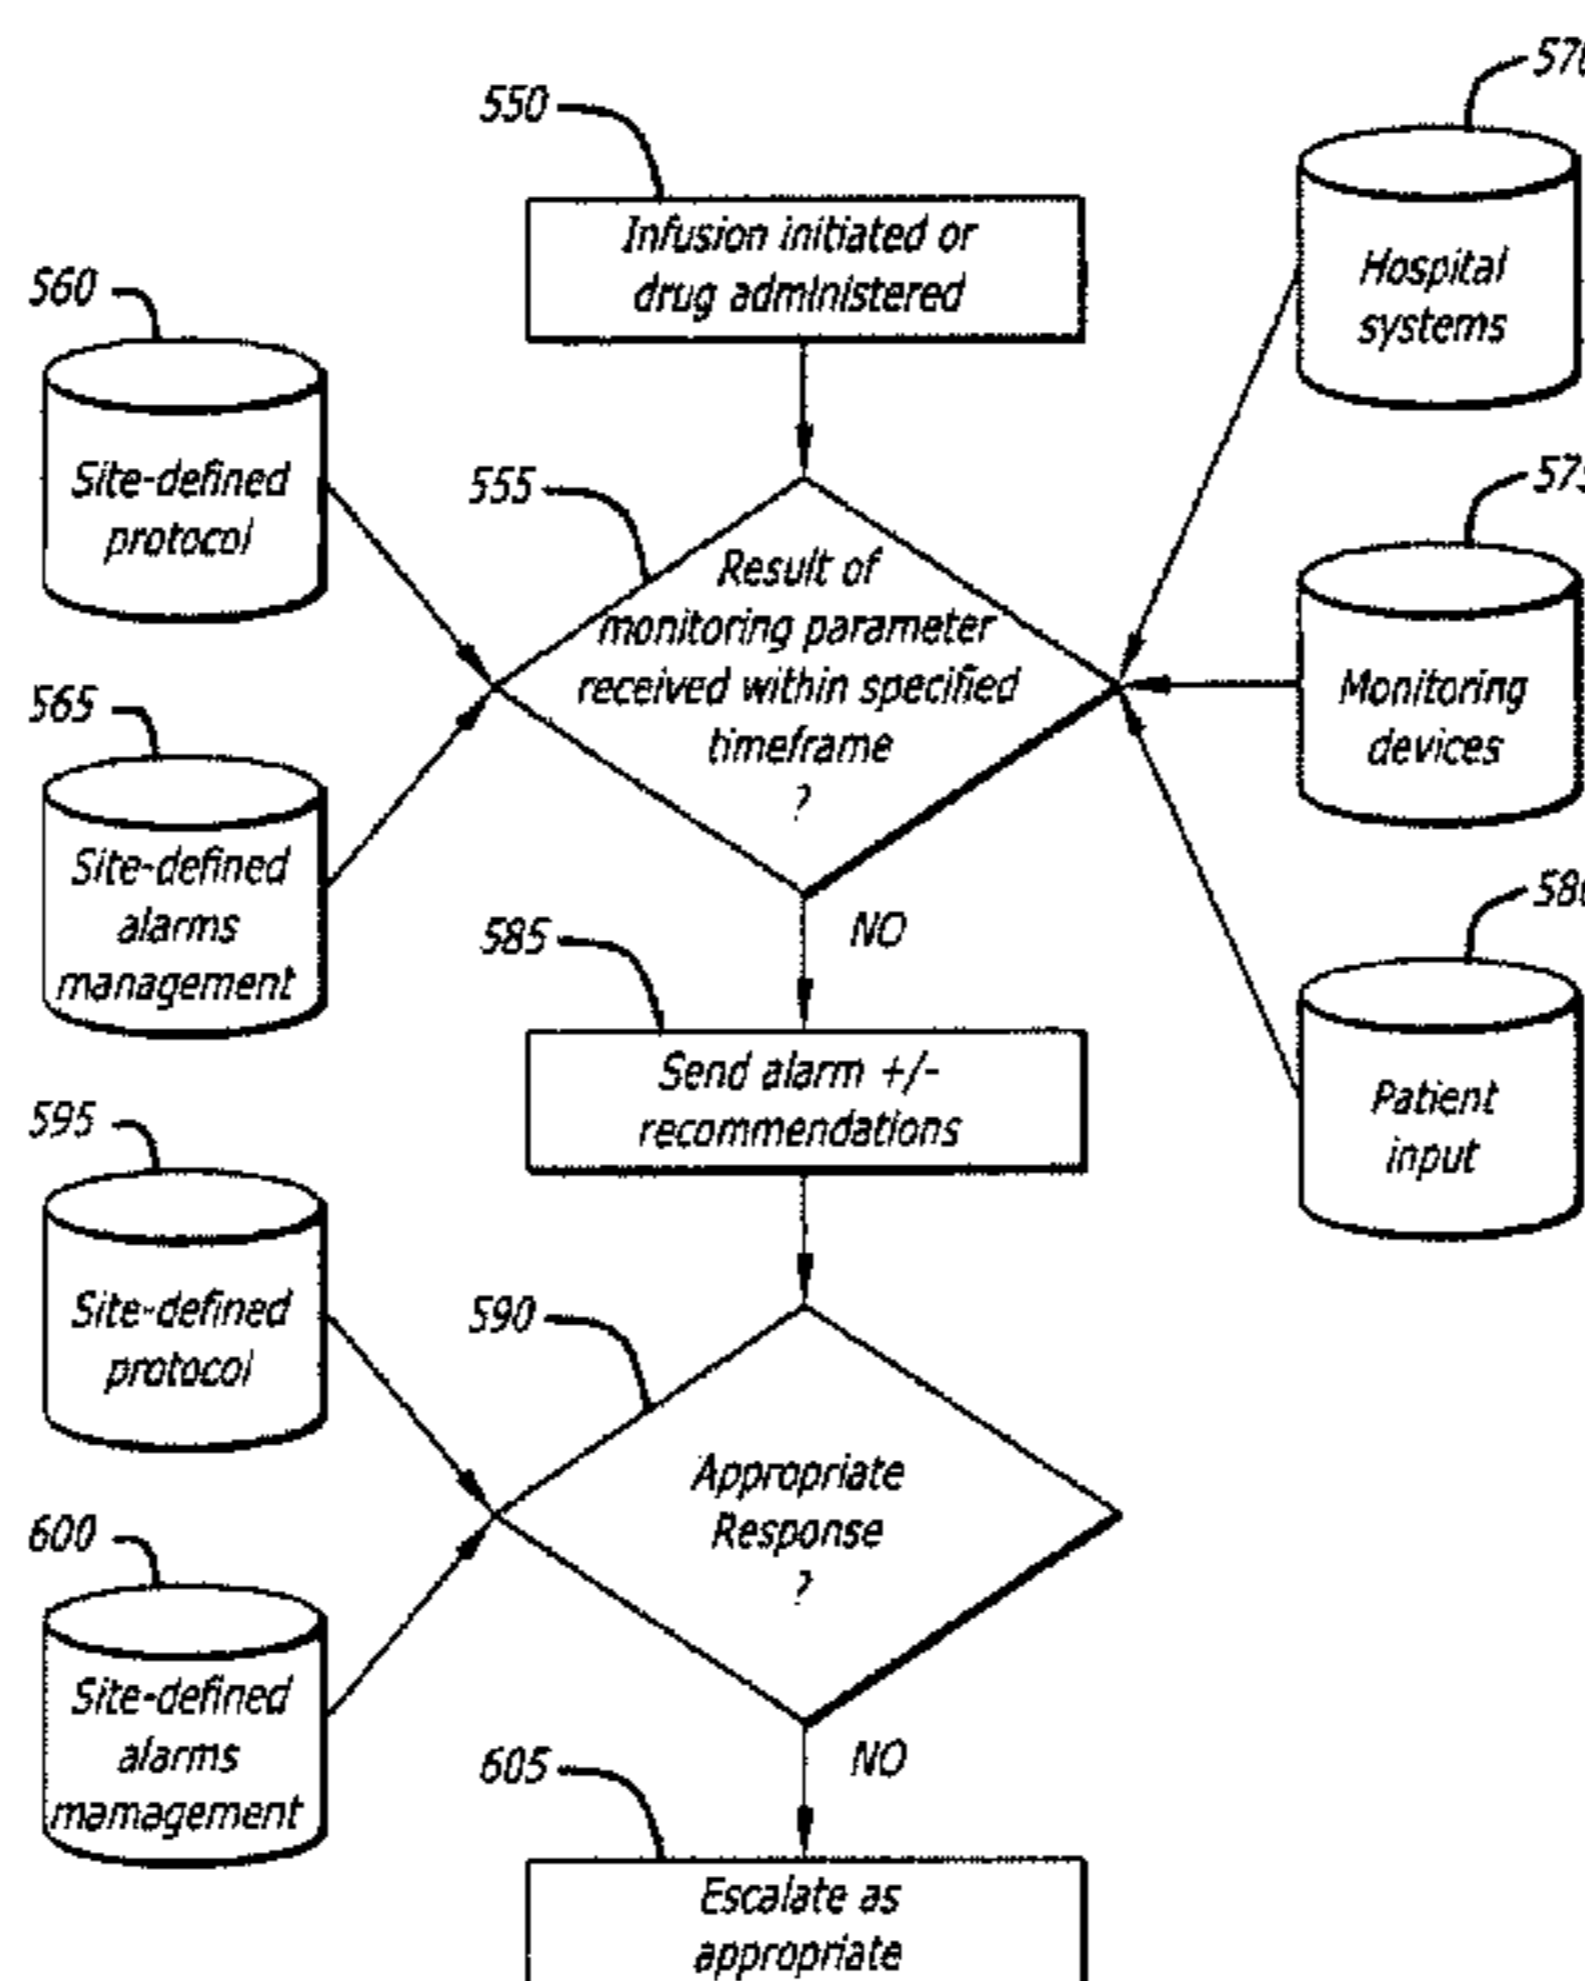 550
Infusion initiated or
drug administered
560
Site-defined
protocol
555
Result of
monitoring parameter
received within specified
timeframe
?
Hospital
systems
565
Site-defined
alarms
management
Monitoring
devices
NO
585
Send alarm +/-
recommendations
Patient
input
595
Site-defined
protocol
590
Appropriate
Response
?
600
Site-defined
alarms
mamagement
NO
605
Escalate as
appropriate